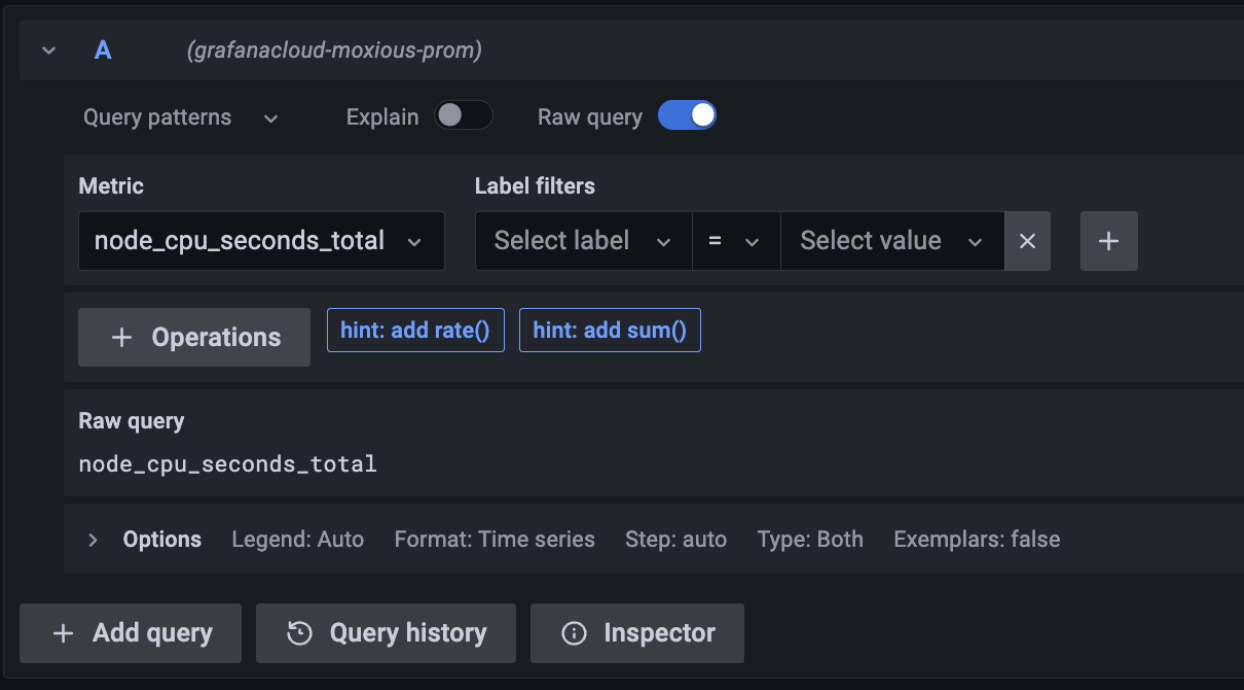 A (grafanacloud-moxious-prom)
Query patterns Explain Raw query
Metric Label filters
node_cpu_seconds_total Select label = Select value
Operations hint: add rate() hint: add sum()
Raw query
node_cpu_seconds_total
Options Legend: Auto Format: Time series Step: auto Type: Both Exemplars: false
Add query Query history Inspector